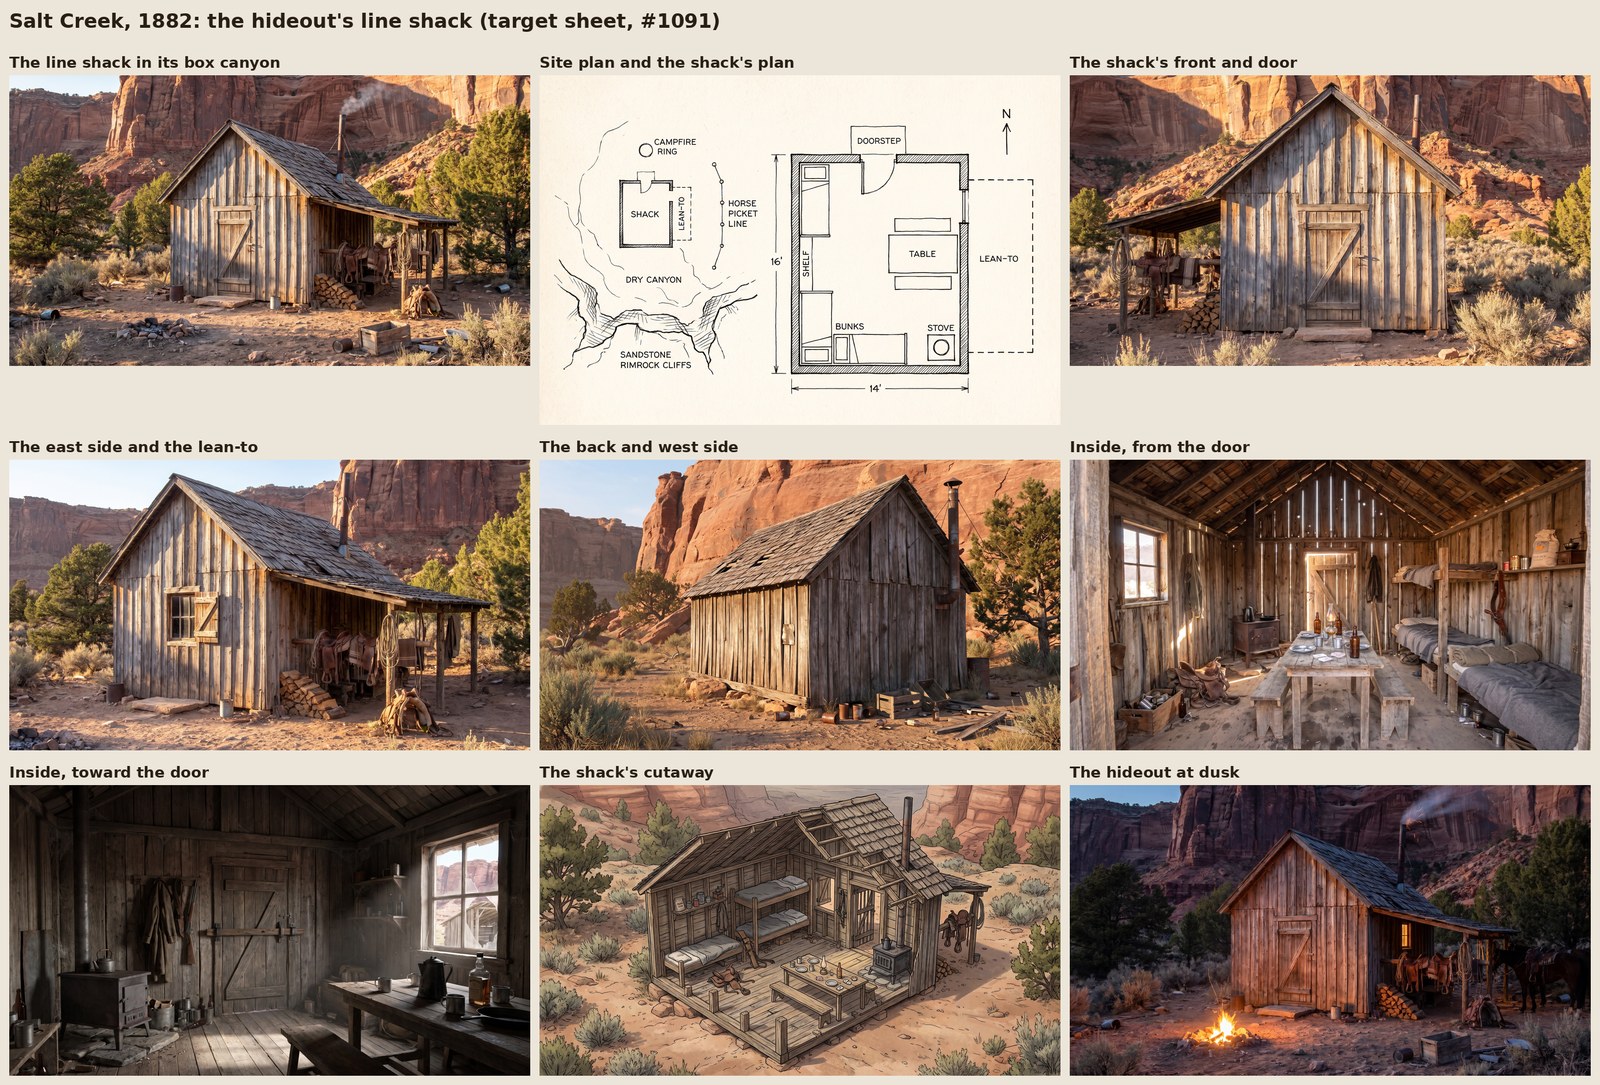 Salt Creek, 1882: the hideout's line shack (target sheet, #1091)
The line shack in its box canyon
Site plan and the shack's plan
The shack's front and door
CAMPFIRE
RING
SHACK
LEAN-TO
HORSE
PICKET
LINE
DRY CANYON
SANDSTONE
RIMROCK CLIFFS
N
DOORSTEP
16'
SHELF
TABLE
LEAN-TO
BUNKS
STOVE
14'
The east side and the lean-to
The back and west side
Inside, from the door
Inside, toward the door
The shack's cutaway
The hideout at dusk